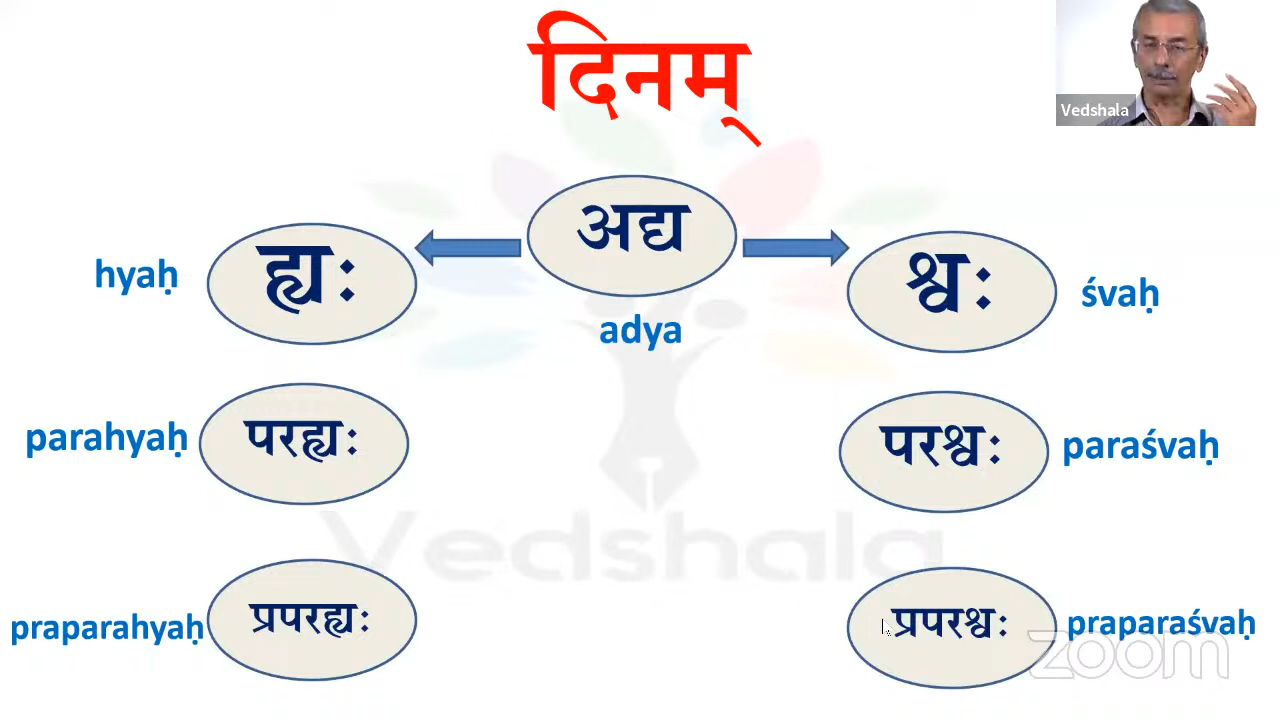 दिनम्
Vedshala
अद्य
adya
hyaḥ
ह्यः
श्वः
śvaḥ
parahyaḥ
परह्यः
परश्वः
paraśvaḥ
Vedshala
praparahyaḥ
प्रपरह्यः
प्रपरश्वः
praparaśvaḥ
zoom